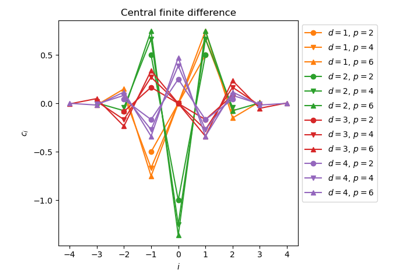 Central finite difference
0.5
0.0
−0.5
−1.0
cᵢ
−4 −3 −2 −1 0 1 2 3 4
i
d = 1, p = 2
d = 1, p = 4
d = 1, p = 6
d = 2, p = 2
d = 2, p = 4
d = 2, p = 6
d = 3, p = 2
d = 3, p = 4
d = 3, p = 6
d = 4, p = 2
d = 4, p = 4
d = 4, p = 6